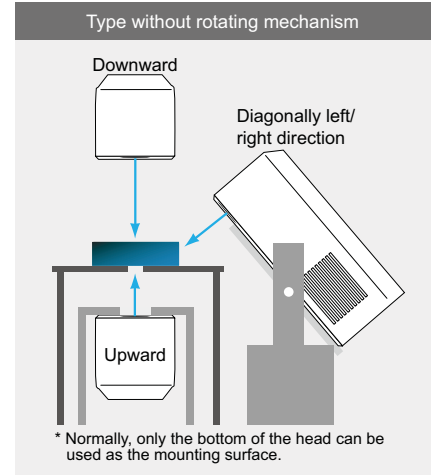 Type without rotating mechanism
Downward
Diagonally left/
right direction
Upward
* Normally, only the bottom of the head can be
used as the mounting surface.